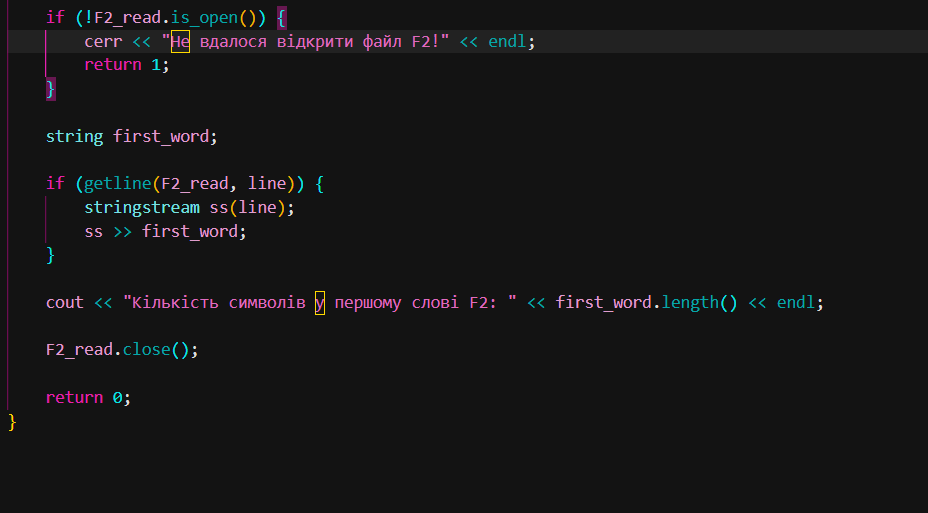 if (!F2_read.is_open()) {
cerr << "Не вдалося відкрити файл F2!" << endl;
return 1;
}
string first_word;
if (getline(F2_read, line)) {
stringstream ss(line);
ss >> first_word;
}
cout << "Кількість символів у першому слові F2: " << first_word.length() << endl;
F2_read.close();
return 0;
}